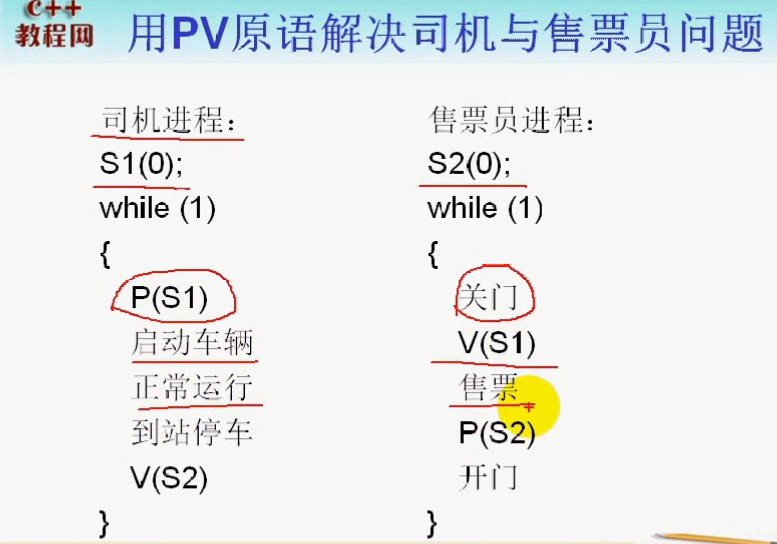 C++
教程网
用PV原语解决司机与售票员问题
司机进程：
S1(0);
while (1)
{
P(S1)
启动车辆
正常运行
到站停车
V(S2)
}
售票员进程：
S2(0);
while (1)
{
关门
V(S1)
售票
P(S2)
开门
}